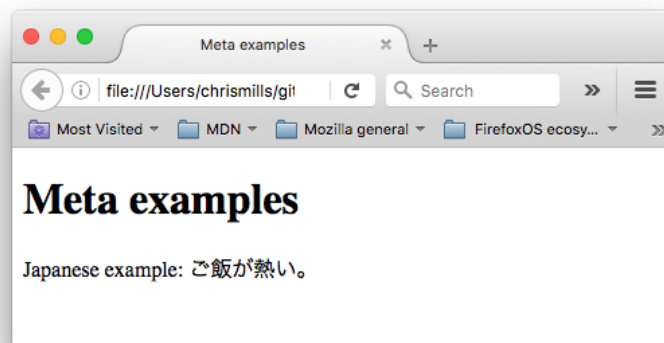 Meta examples
file:///Users/chrismills/git
Search
Most Visited MDN Mozilla general FirefoxOS ecosy...
Meta examples
Japanese example: ご飯が熱い。